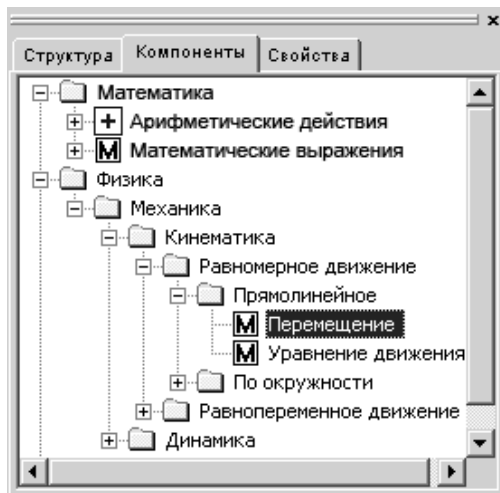 Структура Компоненты Свойства
Математика
Арифметические действия
Математические выражения
Физика
Механика
Кинематика
Равномерное движение
Прямолинейное
Перемещение
Уравнение движения
По окружности
Равнопеременное движение
Динамика